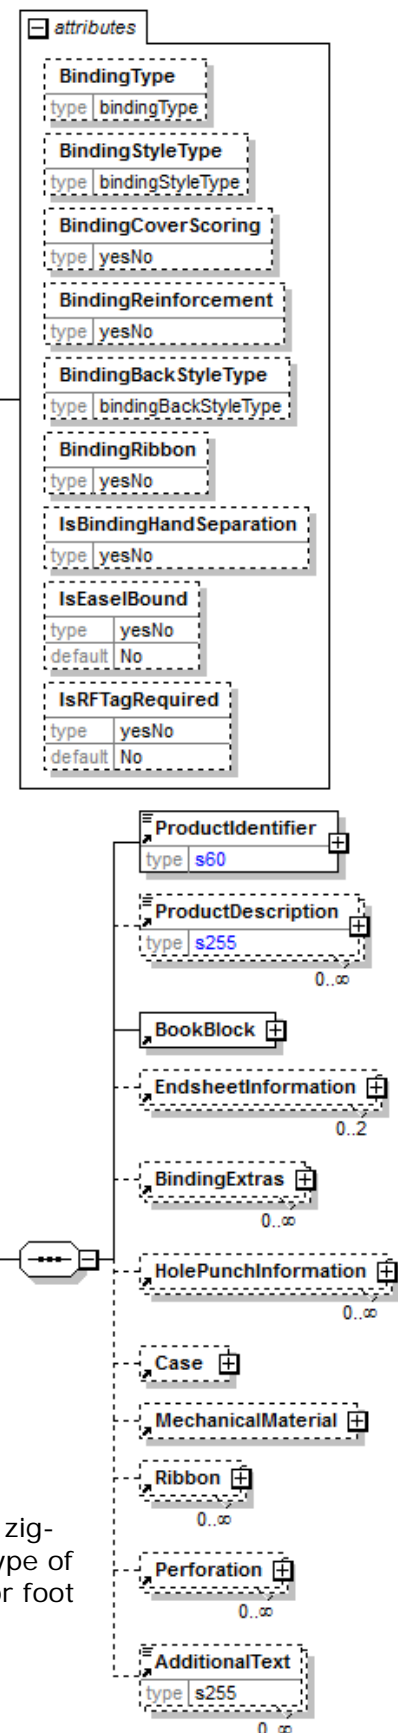 attributes
BindingType
type bindingType
BindingStyleType
type bindingStyleType
BindingCoverScoring
type yesNo
BindingReinforcement
type yesNo
BindingBackStyleType
type bindingBackStyleType
BindingRibbon
type yesNo
IsBindingHandSeparation
type yesNo
IsEaselBound
type yesNo
default No
IsRFTagRequired
type yesNo
default No
ProductIdentifier
type s60
ProductDescription
type s255
0..∞
BookBlock
EndsheetInformation
0..2
BindingExtras
0..∞
HolePunchInformation
0..∞
Case
MechanicalMaterial
Ribbon
0..∞
zig-
ype of
or foot
Perforation
0..∞
AdditionalText
type s255
0..∞